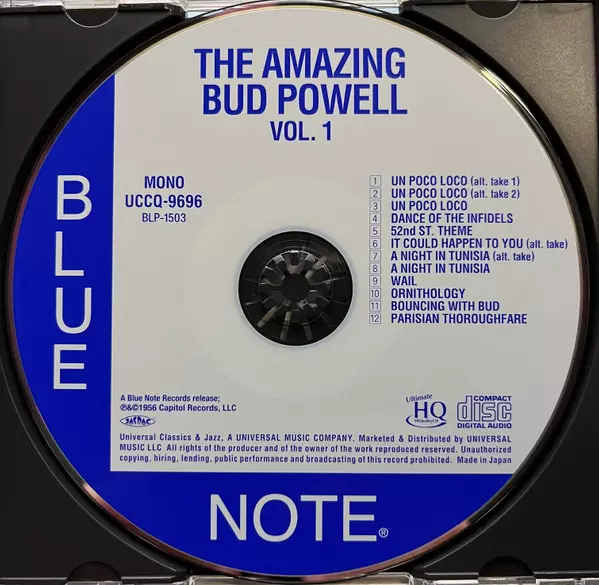 THE AMAZING
BUD POWELL
VOL. 1
MONO
UCCQ-9696
BLP-1503
1 UN POCO LOCO (alt. take 1)
2 UN POCO LOCO (alt. take 2)
3 UN POCO LOCO
4 DANCE OF THE INFIDELS
5 52nd ST. THEME
6 IT COULD HAPPEN TO YOU (alt. take)
7 A NIGHT IN TUNISIA (alt. take)
8 A NIGHT IN TUNISIA
9 WAIL
10 ORNITHOLOGY
11 BOUNCING WITH BUD
12 PARISIAN THOROUGHFARE
BLUE
A Blue Note Records release;
℗&©1956 Capitol Records, LLC
JASRAC
Ultimate
HQ
HiQualityCD
COMPACT
disc
DIGITAL AUDIO
Universal Classics & Jazz, A UNIVERSAL MUSIC COMPANY. Marketed & Distributed by UNIVERSAL
MUSIC LLC All rights of the producer and of the owner of the work reproduced reserved. Unauthorized
copying, hiring, lending, public performance and broadcasting of this record prohibited. Made in Japan
NOTE®